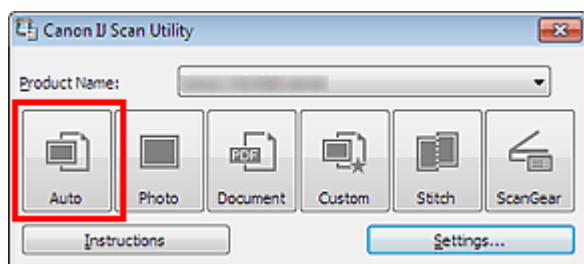 Canon IJ Scan Utility
Product Name:
PDF
Auto Photo Document Custom Stitch ScanGear
Instructions Settings...